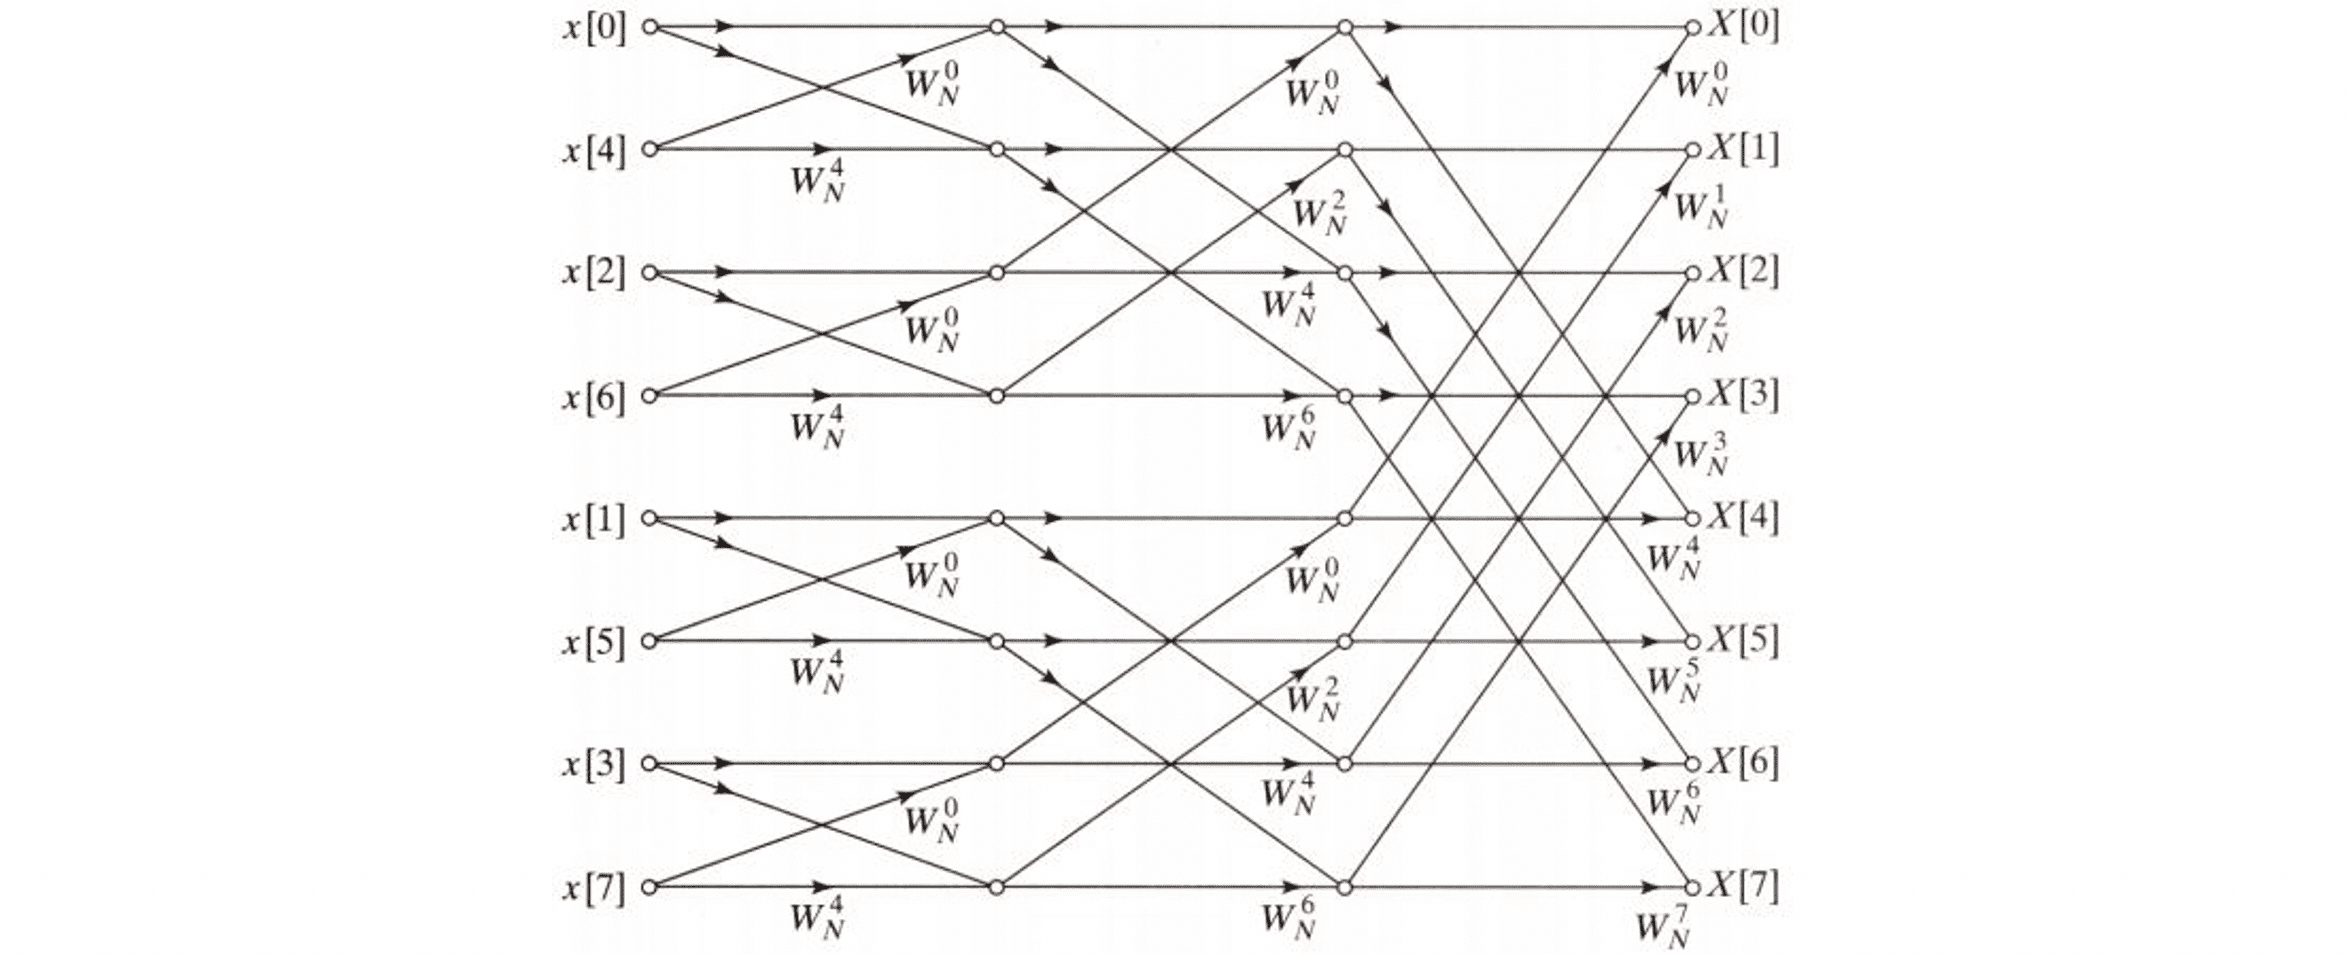 x[0] X[0]
W_N^0 W_N^0 W_N^0
x[4] X[1]
W_N^4 W_N^2 W_N^1
x[2] X[2]
W_N^0 W_N^4 W_N^2
x[6] X[3]
W_N^4 W_N^6 W_N^3
x[1] X[4]
W_N^0 W_N^0 W_N^4
x[5] X[5]
W_N^4 W_N^2 W_N^5
x[3] X[6]
W_N^0 W_N^4 W_N^6
x[7] X[7]
W_N^4 W_N^6 W_N^7